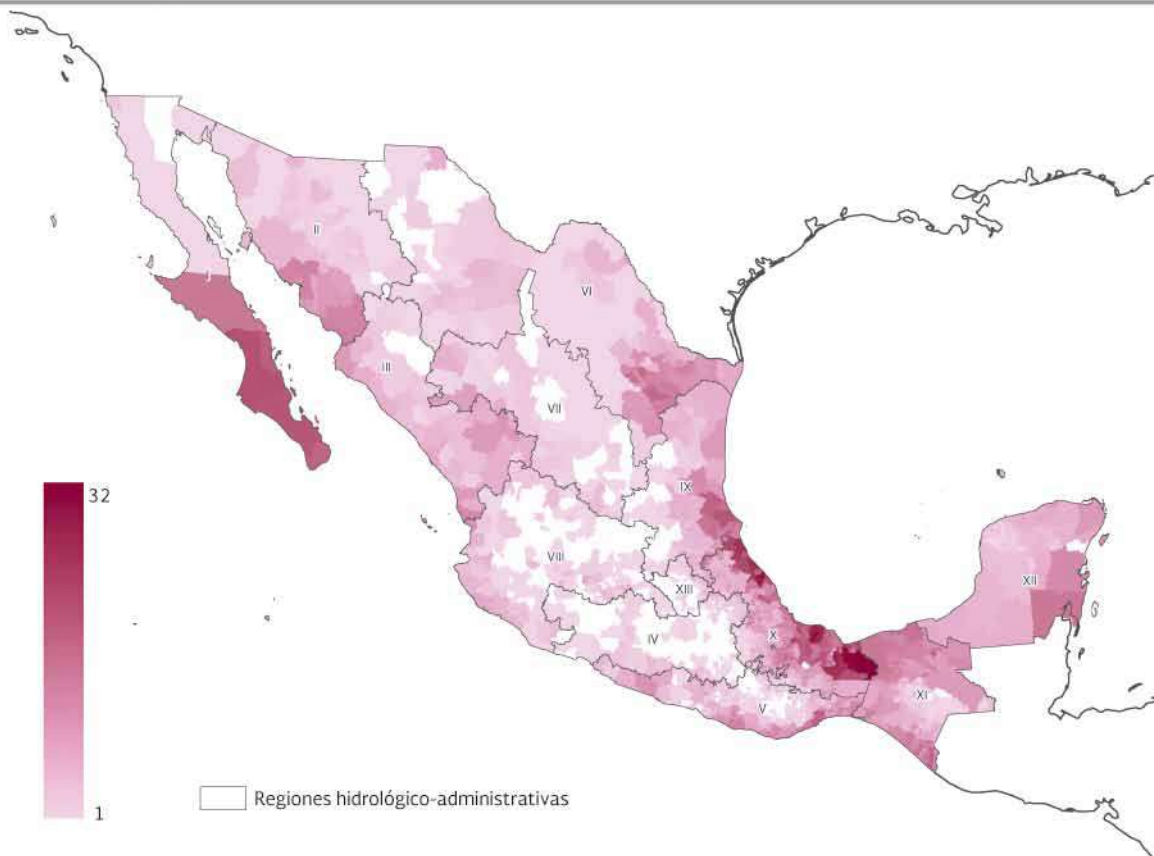 I
II
VI
III
VII
32
IX
VIII
XII
XIII
IV
X
XI
V
1
Regiones hidrológico-administrativas